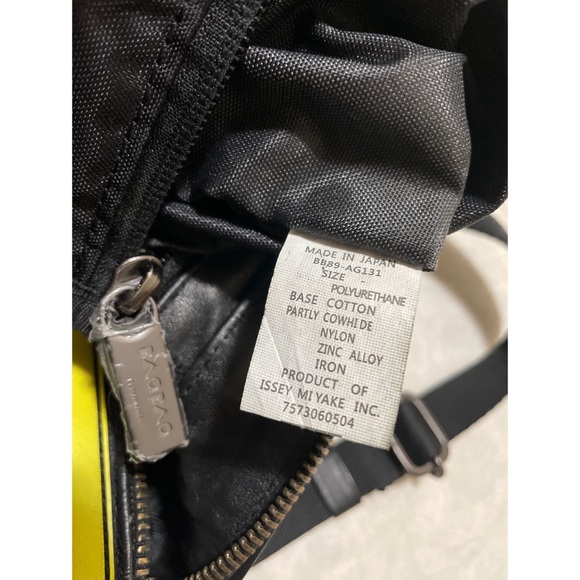 MADE IN JAPAN
BB89-AG131
SIZE -
POLYURETHANE
BASE COTTON
PARTLY COWHIDE
NYLON
ZINC ALLOY
IRON
PRODUCT OF
ISSEY MIYAKE INC.
7573060504
BAOBAO